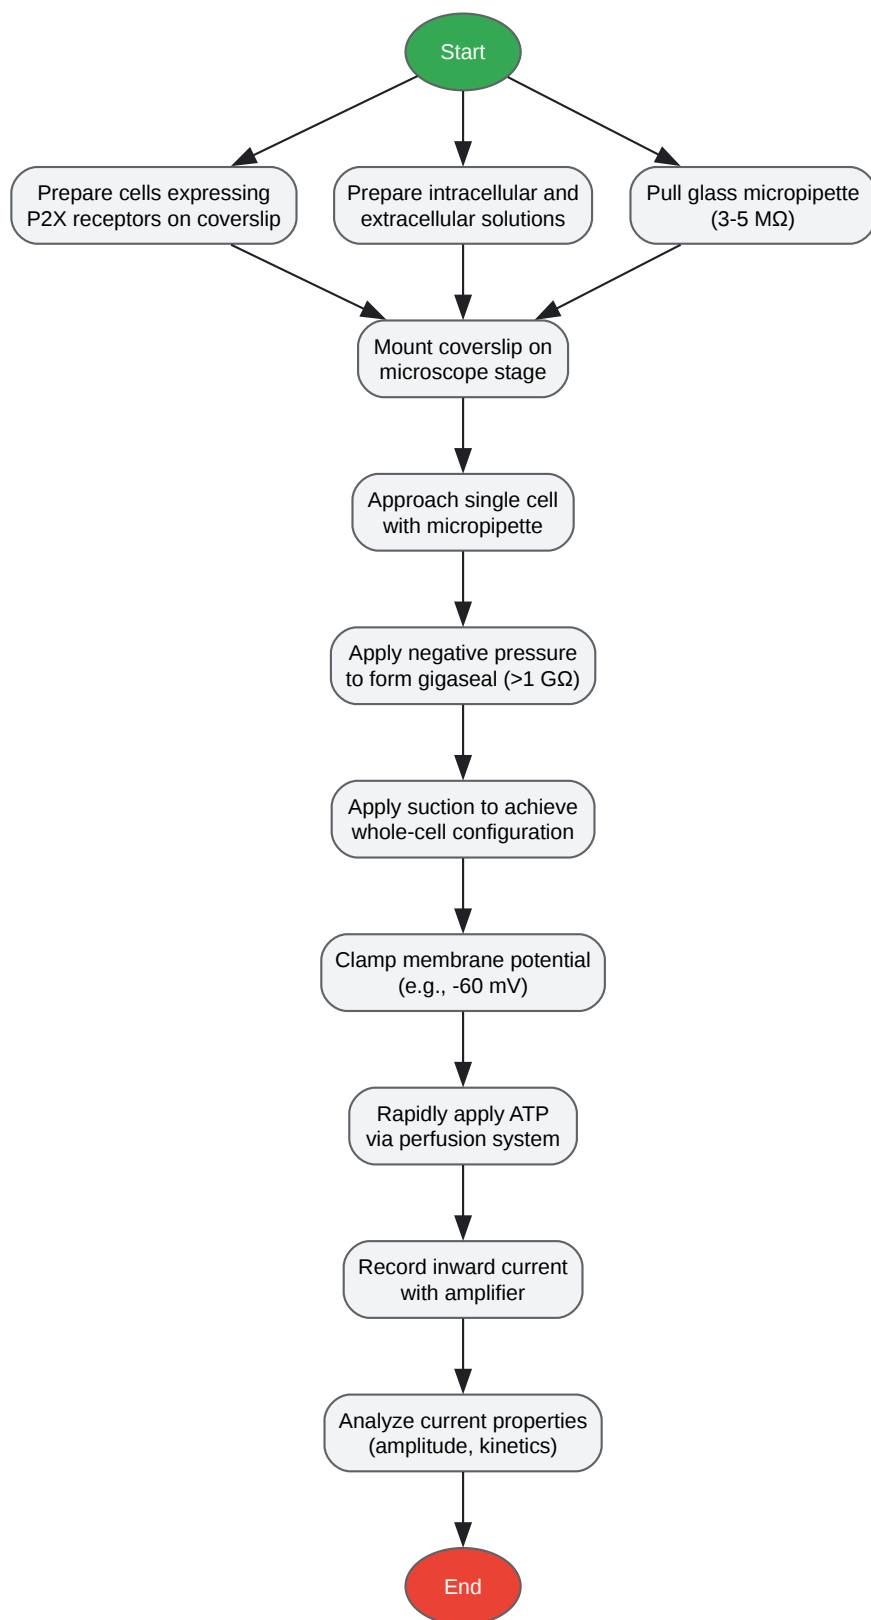 Start
Prepare cells expressing
P2X receptors on coverslip
Prepare intracellular and
extracellular solutions
Pull glass micropipette
(3-5 MΩ)
Mount coverslip on
microscope stage
Approach single cell
with micropipette
Apply negative pressure
to form gigaseal (>1 GΩ)
Apply suction to achieve
whole-cell configuration
Clamp membrane potential
(e.g., -60 mV)
Rapidly apply ATP
via perfusion system
Record inward current
with amplifier
Analyze current properties
(amplitude, kinetics)
End